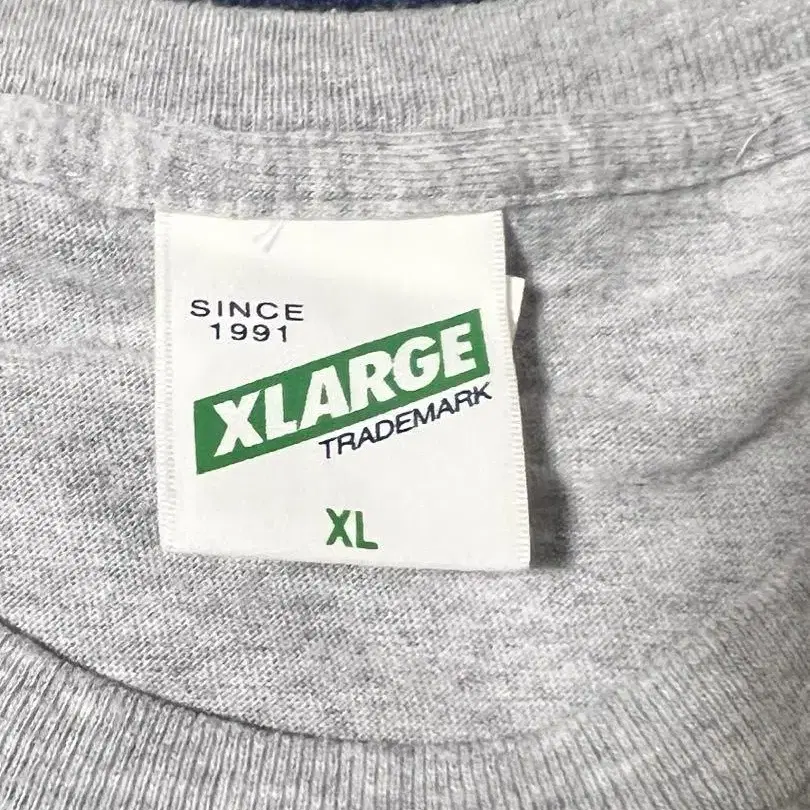 SINCE
1991
XLARGE
TRADEMARK
XL